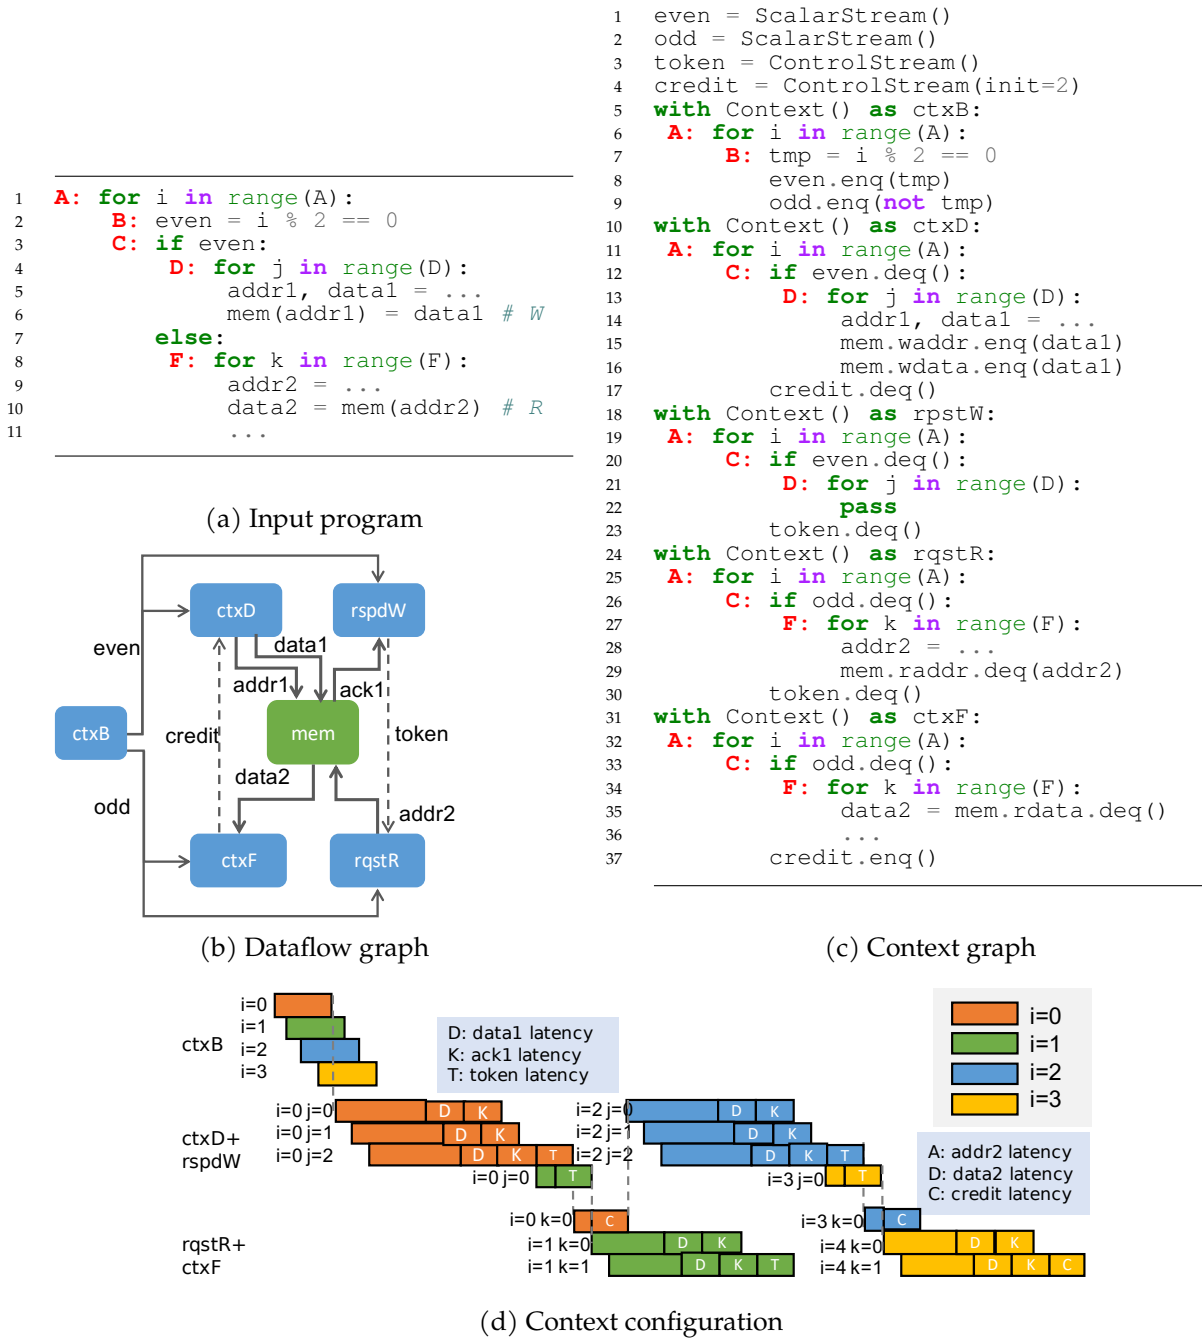 1 A: for i in range(A):
2 B: even = i % 2 == 0
3 C: if even:
4 D: for j in range(D):
5 addr1, data1 = ...
6 mem(addr1) = data1 # W
7 else:
8 F: for k in range(F):
9 addr2 = ...
10 data2 = mem(addr2) # R
11 ...
(a) Input program
1 even = ScalarStream()
2 odd = ScalarStream()
3 token = ControlStream()
4 credit = ControlStream(init=2)
5 with Context() as ctxB:
6 A: for i in range(A):
7 B: tmp = i % 2 == 0
8 even.enq(tmp)
9 odd.enq(not tmp)
10 with Context() as ctxD:
11 A: for i in range(A):
12 C: if even.deq():
13 D: for j in range(D):
14 addr1, data1 = ...
15 mem.waddr.enq(data1)
16 mem.wdata.enq(data1)
17 credit.deq()
18 with Context() as rpstW:
19 A: for i in range(A):
20 C: if even.deq():
21 D: for j in range(D):
22 pass
23 token.deq()
24 with Context() as rqstR:
25 A: for i in range(A):
26 C: if odd.deq():
27 F: for k in range(F):
28 addr2 = ...
29 mem.raddr.deq(addr2)
30 token.deq()
31 with Context() as ctxF:
32 A: for i in range(A):
33 C: if odd.deq():
34 F: for k in range(F):
35 data2 = mem.rdata.deq()
36 ...
37 credit.enq()
(c) Context graph
ctxD
rspdW
even
data1
addr1
ack1
ctxB
credit
mem
token
data2
odd
addr2
ctxF
rqstR
(b) Dataflow graph
ctxB
i=0
i=1
i=2
i=3
D: data1 latency
K: ack1 latency
T: token latency
i=0
i=1
i=2
i=3
A: addr2 latency
D: data2 latency
C: credit latency
ctxD+
rspdW
i=0 j=0 D K
i=0 j=1 D K
i=0 j=2 D K T
i=0 j=0 T
i=2 j=0 D K
i=2 j=1 D K
i=2 j=2 D K T
i=3 j=0 T
rqstR+
ctxF
i=0 k=0 C
i=1 k=0 D K
i=1 k=1 D K T
i=3 k=0 C
i=4 k=0 D K
i=4 k=1 D K C
(d) Context configuration